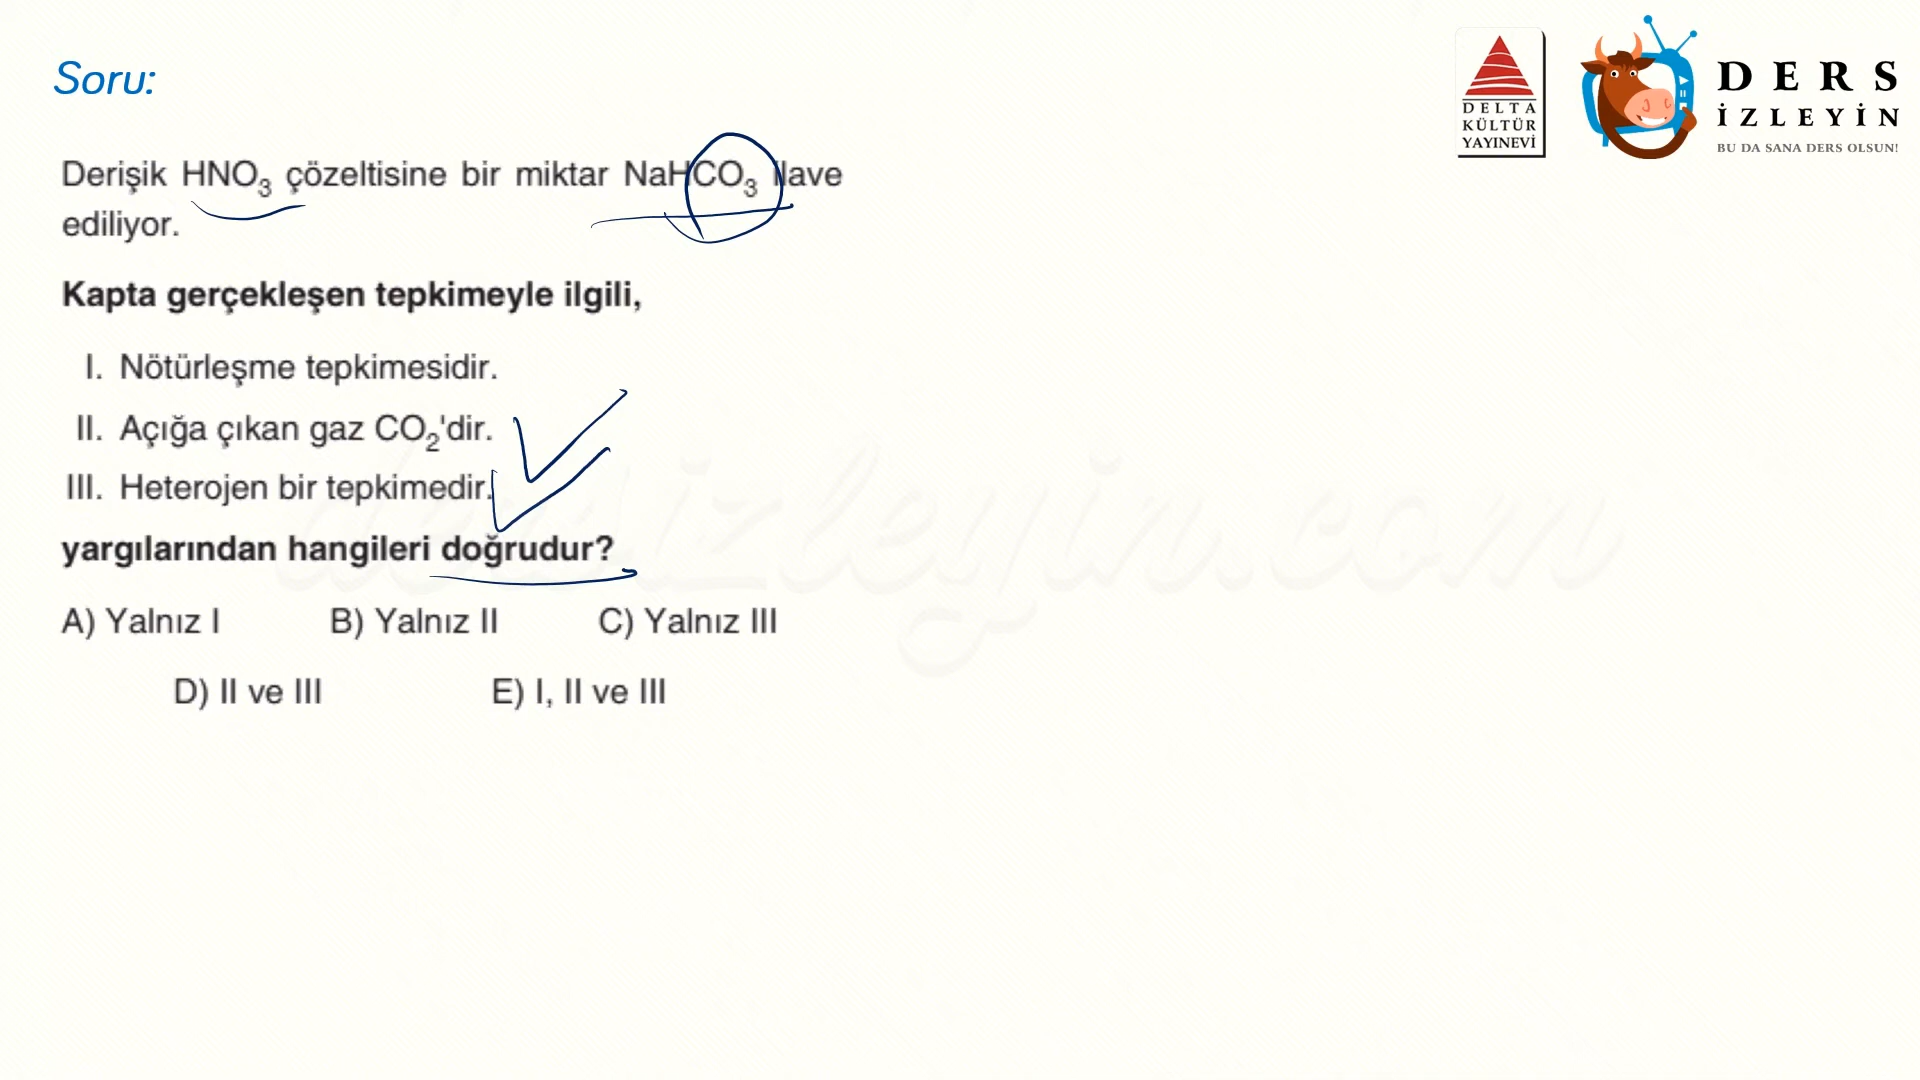 Soru:
DELTA
KÜLTÜR
YAYINEVİ
DERS
İZLEYİN
BU DA SANA DERS OLSUN!
Derişik HNO₃ çözeltisine bir miktar NaHCO₃ ilave
ediliyor.
Kapta gerçekleşen tepkimeyle ilgili,
I. Nötürleşme tepkimesidir.
II. Açığa çıkan gaz CO₂'dir.
III. Heterojen bir tepkimedir.
yargılarından hangileri doğrudur?
A) Yalnız I B) Yalnız II C) Yalnız III
D) II ve III E) I, II ve III
dersizleyin.com